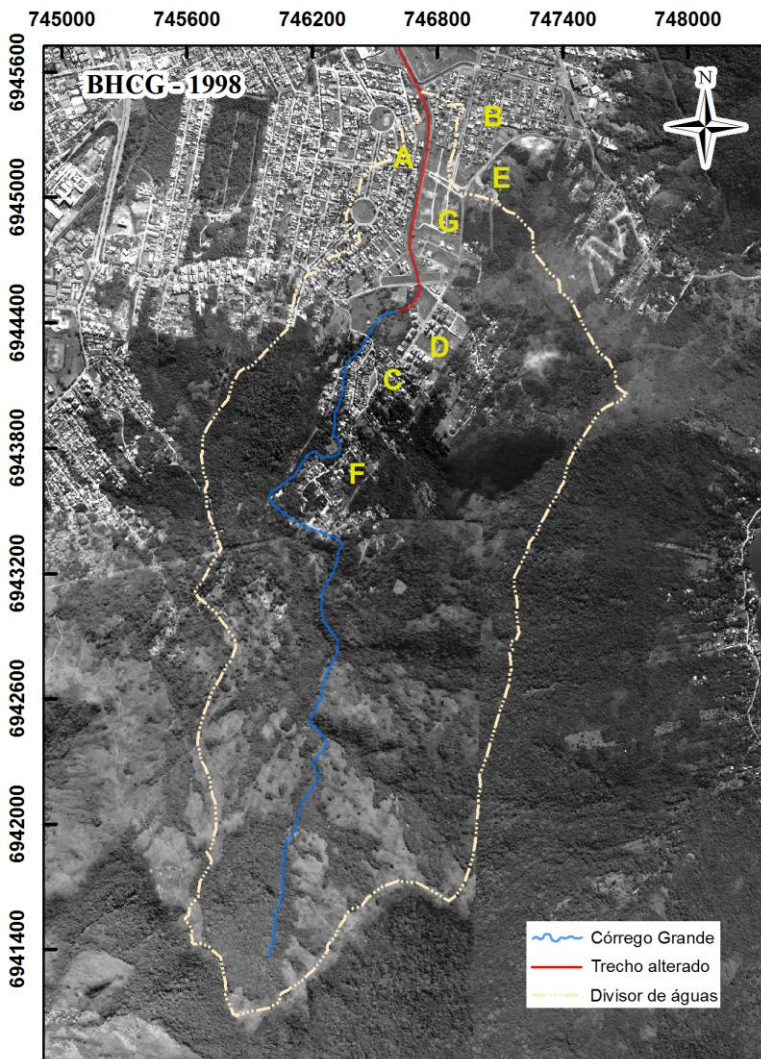 745000 745600 746200 746800 747400 748000
6945600
6945000
6944400
6943800
6943200
6942600
6942000
6941400
BHCG - 1998
N
A
B
E
G
D
C
F
Córrego Grande
Trecho alterado
Divisor de águas